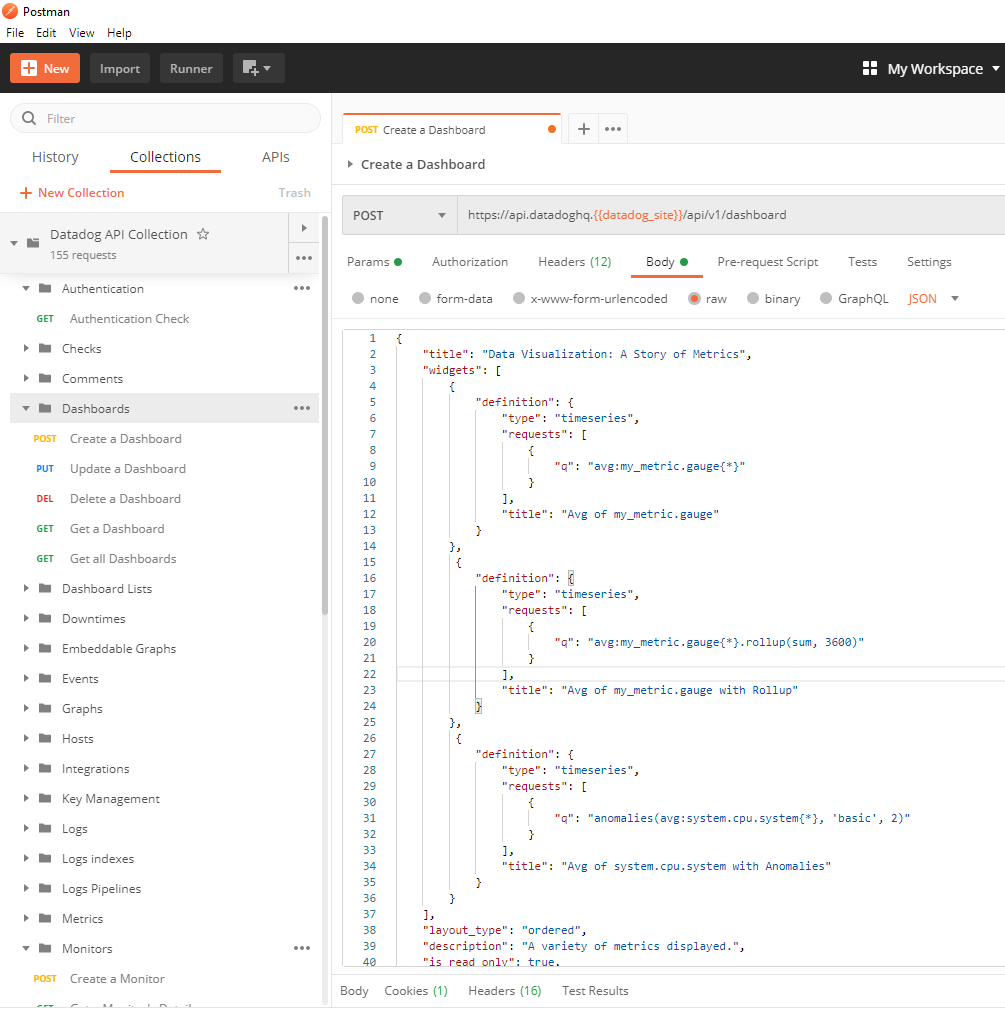 Postman
File Edit View Help
New Import Runner My Workspace
Filter
History Collections APIs
+ New Collection Trash
Datadog API Collection
155 requests
Authentication
GET Authentication Check
Checks
Comments
Dashboards
POST Create a Dashboard
PUT Update a Dashboard
DEL Delete a Dashboard
GET Get a Dashboard
GET Get all Dashboards
Dashboard Lists
Downtimes
Embeddable Graphs
Events
Graphs
Hosts
Integrations
Key Management
Logs
Logs indexes
Logs Pipelines
Metrics
Monitors
POST Create a Monitor
POST Create a Dashboard
Create a Dashboard
POST https://api.datadoghq.{{datadog_site}}/api/v1/dashboard
Params Authorization Headers (12) Body Pre-request Script Tests Settings
none form-data x-www-form-urlencoded raw binary GraphQL JSON
1 {
2 "title": "Data Visualization: A Story of Metrics",
3 "widgets": [
4 {
5 "definition": {
6 "type": "timeseries",
7 "requests": [
8 {
9 "q": "avg:my_metric.gauge{*}"
10 }
11 ],
12 "title": "Avg of my_metric.gauge"
13 }
14 },
15 {
16 "definition": {
17 "type": "timeseries",
18 "requests": [
19 {
20 "q": "avg:my_metric.gauge{*}.rollup(sum, 3600)"
21 }
22 ],
23 "title": "Avg of my_metric.gauge with Rollup"
24 }
25 },
26 {
27 "definition": {
28 "type": "timeseries",
29 "requests": [
30 {
31 "q": "anomalies(avg:system.cpu.system{*}, 'basic', 2)"
32 }
33 ],
34 "title": "Avg of system.cpu.system with Anomalies"
35 }
36 }
37 ],
38 "layout_type": "ordered",
39 "description": "A variety of metrics displayed.",
40 "is_read_only": true,
Body Cookies (1) Headers (16) Test Results